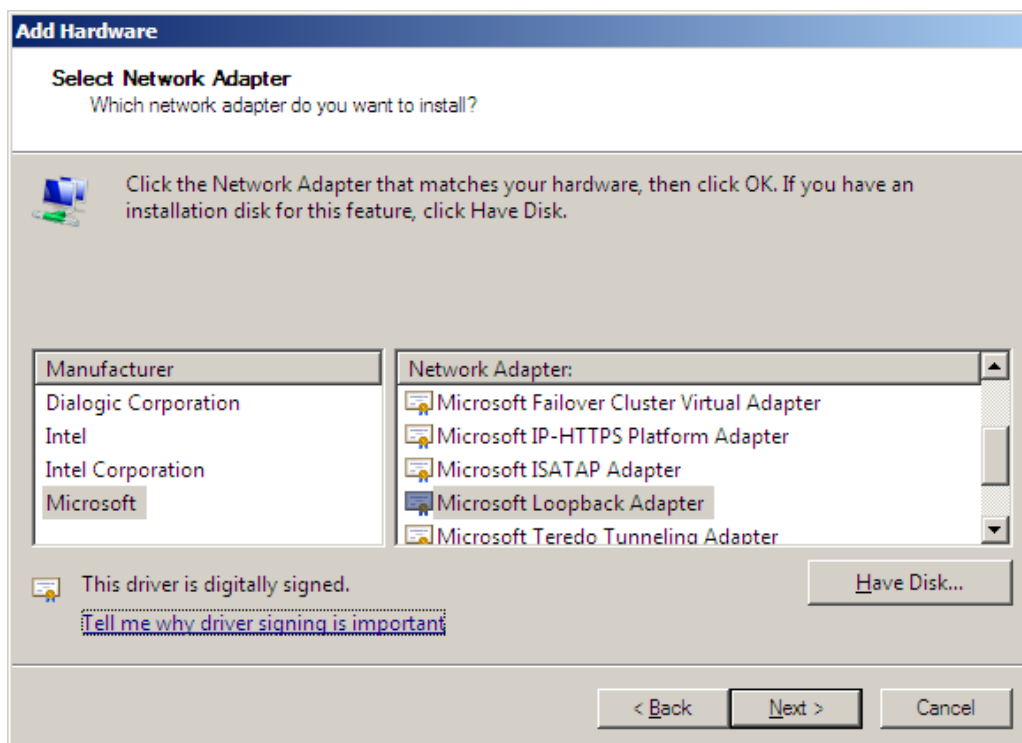 Add Hardware
Select Network Adapter
Which network adapter do you want to install?
Click the Network Adapter that matches your hardware, then click OK. If you have an
installation disk for this feature, click Have Disk.
Manufacturer
Dialogic Corporation
Intel
Intel Corporation
Microsoft
Network Adapter:
Microsoft Failover Cluster Virtual Adapter
Microsoft IP-HTTPS Platform Adapter
Microsoft ISATAP Adapter
Microsoft Loopback Adapter
Microsoft Teredo Tunneling Adapter
This driver is digitally signed.
Tell me why driver signing is important
Have Disk...
< Back
Next >
Cancel